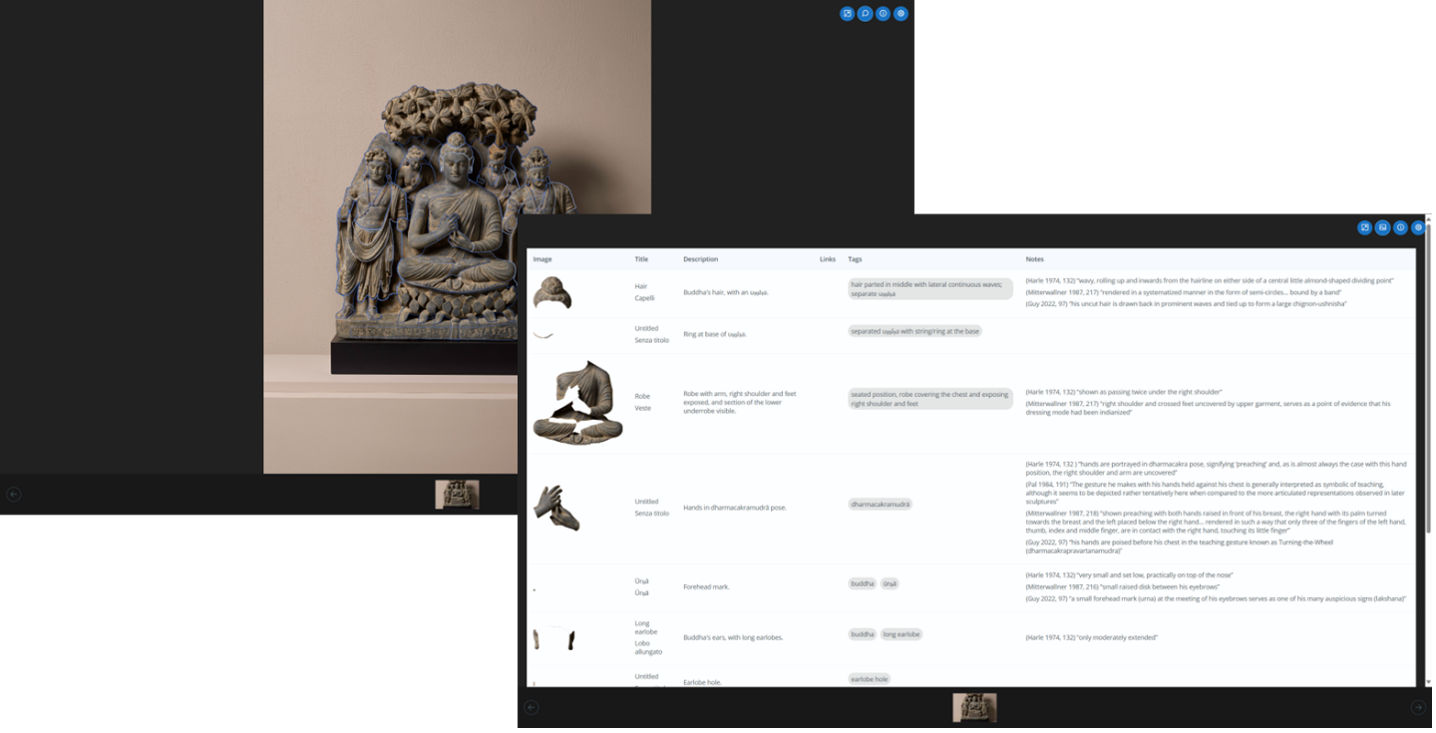 Image Title Description Links Tags Notes
Hair
Capelli
Buddha's hair, with an
hair parted in middle with lateral continuous waves;
separate
(Harle 1974, 132) "wavy, rolling up and inwards from the hairline on either side of a central little almond-shaped dividing point"
(Mitterwallner 1987, 217) "rendered in a systematized manner in the form of semi-circles... bound by a band"
(Guy 2022, 97) "his uncut hair is drawn back in prominent waves and tied up to form a large chignon-ushnisha"
Untitled
Senza titolo
Ring at base of
separated with string/ring at the base
Robe
Veste
Robe with arm, right shoulder and feet
exposed, and section of the lower
underrobe visible.
seated position, robe covering the chest and exposing
right shoulder and feet
(Harle 1974, 132) "shown as passing twice under the right shoulder"
(Mitterwallner 1987, 217) "right shoulder and crossed feet uncovered by upper garment, serves as a point of evidence that his
dressing mode had been indianized"
Untitled
Senza titolo
Hands in dharmacakramudrā pose.
dharmacakramudrā
(Harle 1974, 132 ) "hands are portrayed in dharmacakra pose, signifying 'preaching' and, as is almost always the case with this hand
position, the right shoulder and arm are uncovered"
(Pal 1984, 191) "The gesture he makes with his hands held against his chest is generally interpreted as symbolic of teaching,
although it seems to be depicted rather tentatively here when compared to the more articulated representations observed in later
sculptures"
(Mitterwallner 1987, 218) "shown preaching with both hands raised in front of his breast, the right hand with its palm turned
towards the breast and the left placed below the right hand... rendered in such a way that only three of the fingers of the left hand,
thumb, index and middle finger, are in contact with the right hand, touching its little finger"
(Guy 2022, 97) "his hands are poised before his chest in the teaching gesture known as Turning-the-Wheel
(dharmacakrapravartanamudra)"
Ūrṇā
Ūrṇā
Forehead mark.
buddha ūrṇā
(Harle 1974, 132) "very small and set low, practically on top of the nose"
(Mitterwallner 1987, 216) "small raised disk between his eyebrows"
(Guy 2022, 97) "a small forehead mark (urna) at the meeting of his eyebrows serves as one of his many auspicious signs (lakshana)"
Long
earlobe
Lobo
allungato
Buddha's ears, with long earlobes.
buddha long earlobe
(Harle 1974, 132) "only moderately extended"
Untitled
Earlobe hole.
earlobe hole